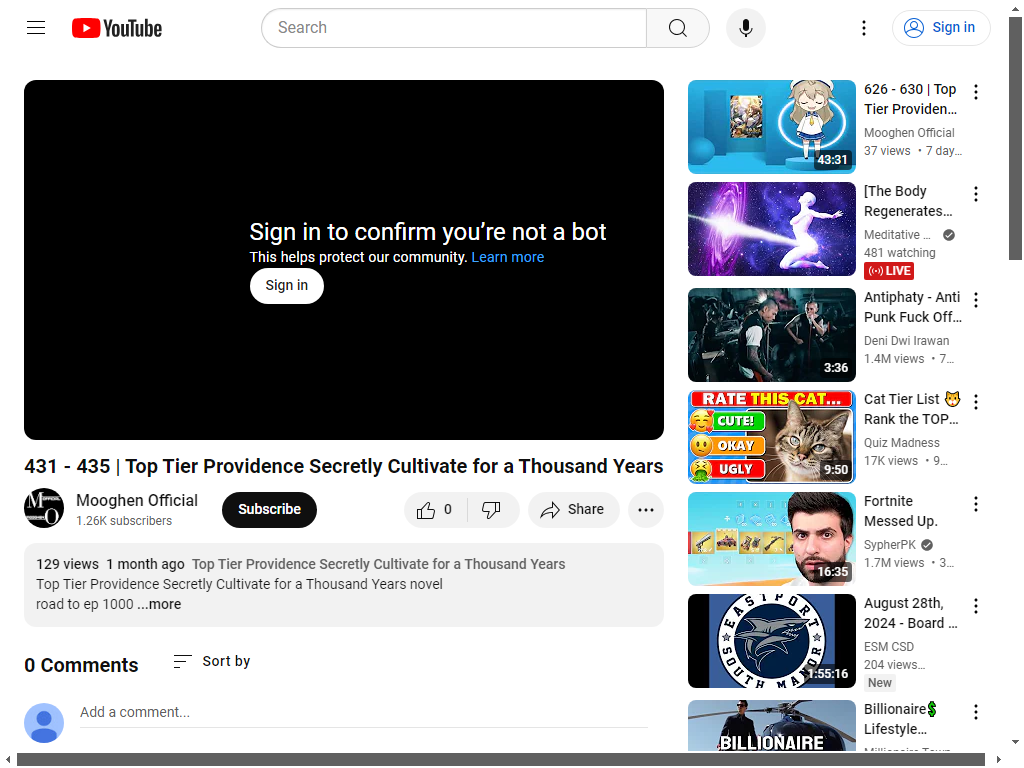 YouTube
Search
Sign in
Sign in to confirm you're not a bot
This helps protect our community. Learn more
Sign in
431 - 435 | Top Tier Providence Secretly Cultivate for a Thousand Years
Mooghen Official
1.26K subscribers
Subscribe
0
Share
129 views 1 month ago Top Tier Providence Secretly Cultivate for a Thousand Years
Top Tier Providence Secretly Cultivate for a Thousand Years novel
road to ep 1000 ...more
0 Comments
Sort by
Add a comment...
43:31
626 - 630 | Top
Tier Providen...
Mooghen Official
37 views • 7 day...
[The Body
Regenerates...
Meditative ...
481 watching
LIVE
3:36
Antiphaty - Anti
Punk Fuck Off...
Deni Dwi Irawan
1.4M views • 7...
RATE THIS CAT...
CUTE!
OKAY
UGLY
9:50
Cat Tier List 🐱
Rank the TOP...
Quiz Madness
17K views • 9...
16:35
Fortnite
Messed Up.
SypherPK
1.7M views • 3...
EASTPORT
SOUTH MANOR
1:55:16
August 28th,
2024 - Board ...
ESM CSD
204 views...
New
BILLIONAIRE
Billionaire💲
Lifestyle...